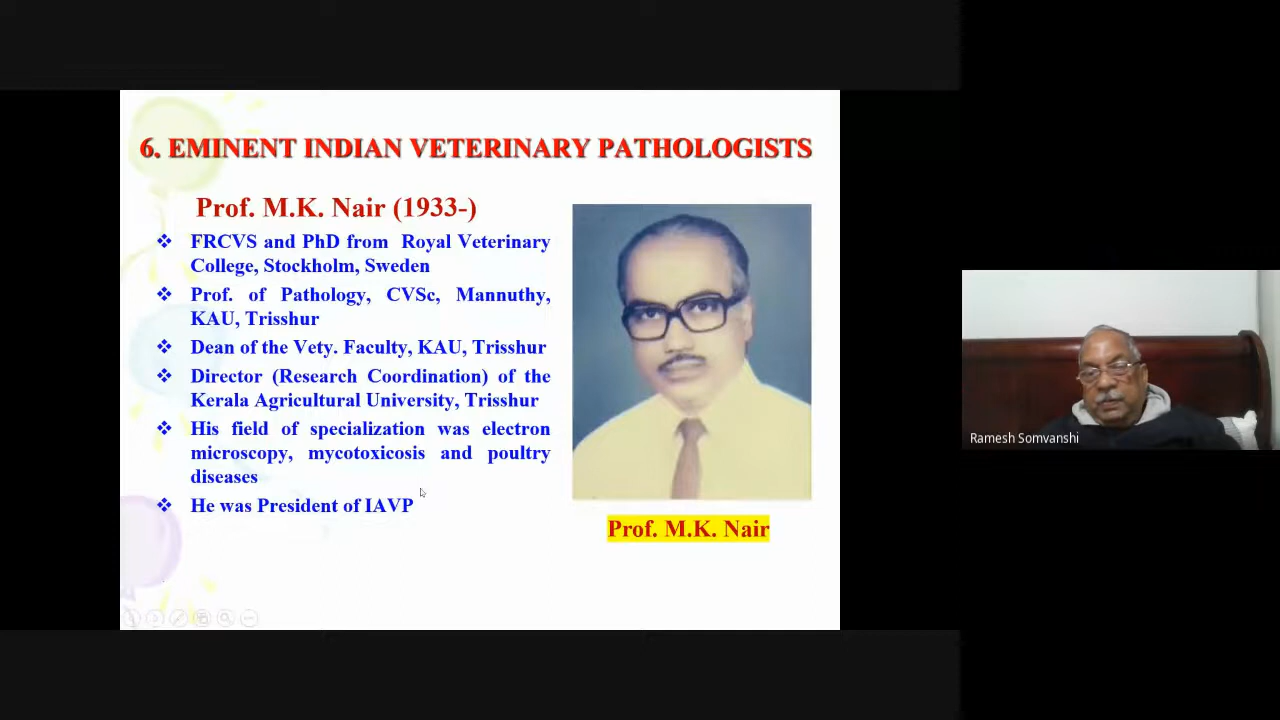 6. EMINENT INDIAN VETERINARY PATHOLOGISTS
Prof. M.K. Nair (1933-)
❖ FRCVS and PhD from Royal Veterinary
College, Stockholm, Sweden
❖ Prof. of Pathology, CVSc, Mannuthy,
KAU, Trisshur
❖ Dean of the Vety. Faculty, KAU, Trisshur
❖ Director (Research Coordination) of the
Kerala Agricultural University, Trisshur
❖ His field of specialization was electron
microscopy, mycotoxicosis and poultry
diseases
❖ He was President of IAVP
Prof. M.K. Nair
Ramesh Somvanshi